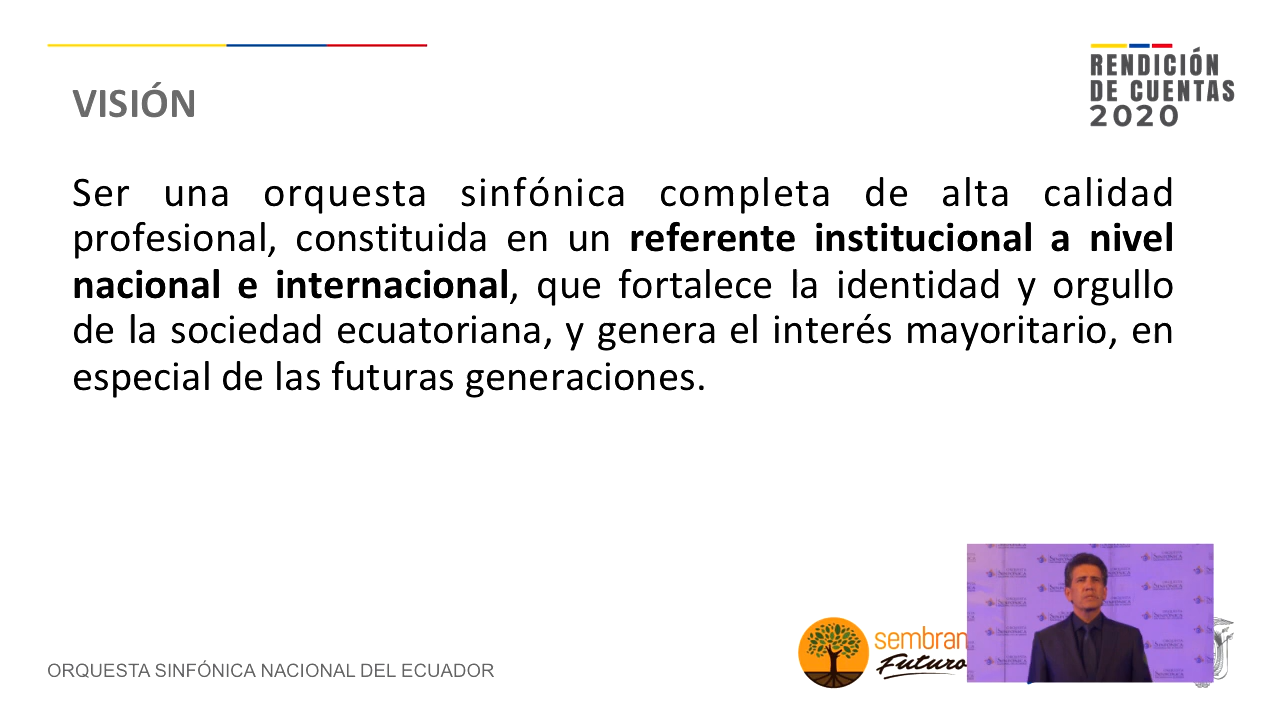 VISIÓN
RENDICIÓN
DE CUENTAS
2020
Ser una orquesta sinfónica completa de alta calidad
profesional, constituida en un referente institucional a nivel
nacional e internacional, que fortalece la identidad y orgullo
de la sociedad ecuatoriana, y genera el interés mayoritario, en
especial de las futuras generaciones.
sembran
Futuro
ORQUESTA SINFÓNICA NACIONAL DEL ECUADOR